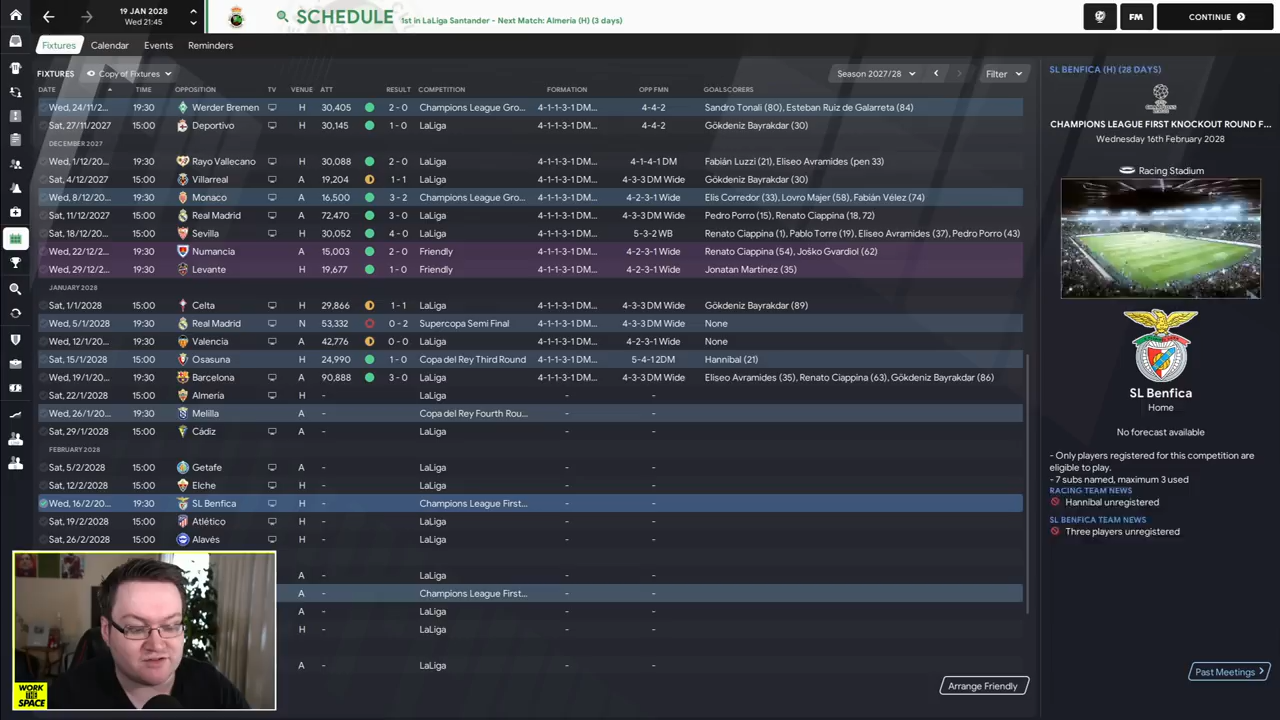 19 JAN 2028
Wed 21:45
SCHEDULE
1st in LaLiga Santander - Next Match: Almería (H) (3 days)
FM
CONTINUE
Fixtures Calendar Events Reminders
FIXTURES Copy of Fixtures Season 2027/28 Filter
DATE TIME OPPOSITION TV VENUE ATT RESULT COMPETITION FORMATION OPP FMN GOALSCORERS
Wed, 24/11/2... 19:30 Werder Bremen H 30,405 2 - 0 Champions League Gro... 4-1-1-3-1 DM... 4-4-2 Sandro Tonali (80), Esteban Ruiz de Galarreta (84)
Sat, 27/11/2027 15:00 Deportivo H 30,145 1 - 0 LaLiga 4-1-1-3-1 DM... 4-4-2 Gökdeniz Bayrakdar (30)
DECEMBER 2027
Wed, 1/12/20... 19:30 Rayo Vallecano H 30,088 2 - 0 LaLiga 4-1-1-3-1 DM... 4-1-4-1 DM Fabián Luzzi (21), Eliseo Avramides (pen 33)
Sat, 4/12/2027 15:00 Villarreal A 19,204 1 - 1 LaLiga 4-1-1-3-1 DM... 4-3-3 DM Wide Gökdeniz Bayrakdar (30)
Wed, 8/12/20... 19:30 Monaco A 16,500 3 - 2 Champions League Gro... 4-1-1-3-1 DM... 4-2-3-1 Wide Elis Corredor (33), Lovro Majer (58), Fabián Vélez (74)
Sat, 11/12/2027 15:00 Real Madrid A 72,470 3 - 0 LaLiga 4-1-1-3-1 DM... 4-3-3 DM Wide Pedro Porro (15), Renato Ciappina (18, 72)
Sat, 18/12/20... 15:00 Sevilla H 30,052 4 - 0 LaLiga 4-1-1-3-1 DM... 5-3-2 WB Renato Ciappina (1), Pablo Torre (19), Eliseo Avramides (37), Pedro Porro (43)
Wed, 22/12/2... 19:30 Numancia A 15,003 2 - 0 Friendly 4-1-1-3-1 DM... 4-2-3-1 Wide Renato Ciappina (54), Joško Gvardiol (62)
Wed, 29/12/... 19:30 Levante H 19,677 1 - 0 Friendly 4-1-1-3-1 DM... 4-2-3-1 Wide Jonatan Martínez (35)
JANUARY 2028
Sat, 1/1/2028 15:00 Celta H 29,866 1 - 1 LaLiga 4-1-1-3-1 DM... 4-3-3 DM Wide Gökdeniz Bayrakdar (89)
Wed, 5/1/2028 19:30 Real Madrid N 53,332 0 - 2 Supercopa Semi Final 4-1-1-3-1 DM... 4-3-3 DM Wide None
Wed, 12/1/20... 19:30 Valencia A 42,776 0 - 0 LaLiga 4-1-1-3-1 DM... 4-2-3-1 Wide None
Sat, 15/1/2028 15:00 Osasuna H 24,990 1 - 0 Copa del Rey Third Round 4-1-1-3-1 DM... 5-4-1 2DM Hannibal (21)
Wed, 19/1/20... 19:30 Barcelona A 90,888 3 - 0 LaLiga 4-1-1-3-1 DM... 4-3-3 DM Wide Eliseo Avramides (35), Renato Ciappina (63), Gökdeniz Bayrakdar (86)
Sat, 22/1/2028 15:00 Almería H - LaLiga - -
Wed, 26/1/20... 19:30 Melilla A - Copa del Rey Fourth Rou... - -
Sat, 29/1/2028 15:00 Cádiz A - LaLiga - -
FEBRUARY 2028
Sat, 5/2/2028 15:00 Getafe A - LaLiga - -
Sat, 12/2/2028 15:00 Elche H - LaLiga - -
Wed, 16/2/20... 19:30 SL Benfica H - Champions League First... - -
Sat, 19/2/2028 15:00 Atlético H - LaLiga - -
Sat, 26/2/2028 15:00 Alavés H - LaLiga - -
A - LaLiga - -
A - Champions League First... - -
A - LaLiga - -
H - LaLiga - -
A - LaLiga - -
Arrange Friendly
SL BENFICA (H) (28 DAYS)
CHAMPIONS LEAGUE FIRST KNOCKOUT ROUND F...
Wednesday 16th February 2028
Racing Stadium
SL Benfica
Home
No forecast available
- Only players registered for this competition are
eligible to play.
- 7 subs named, maximum 3 used
RACING TEAM NEWS
Hannibal unregistered
SL BENFICA TEAM NEWS
Three players unregistered
Past Meetings
WORK
THE
SPACE